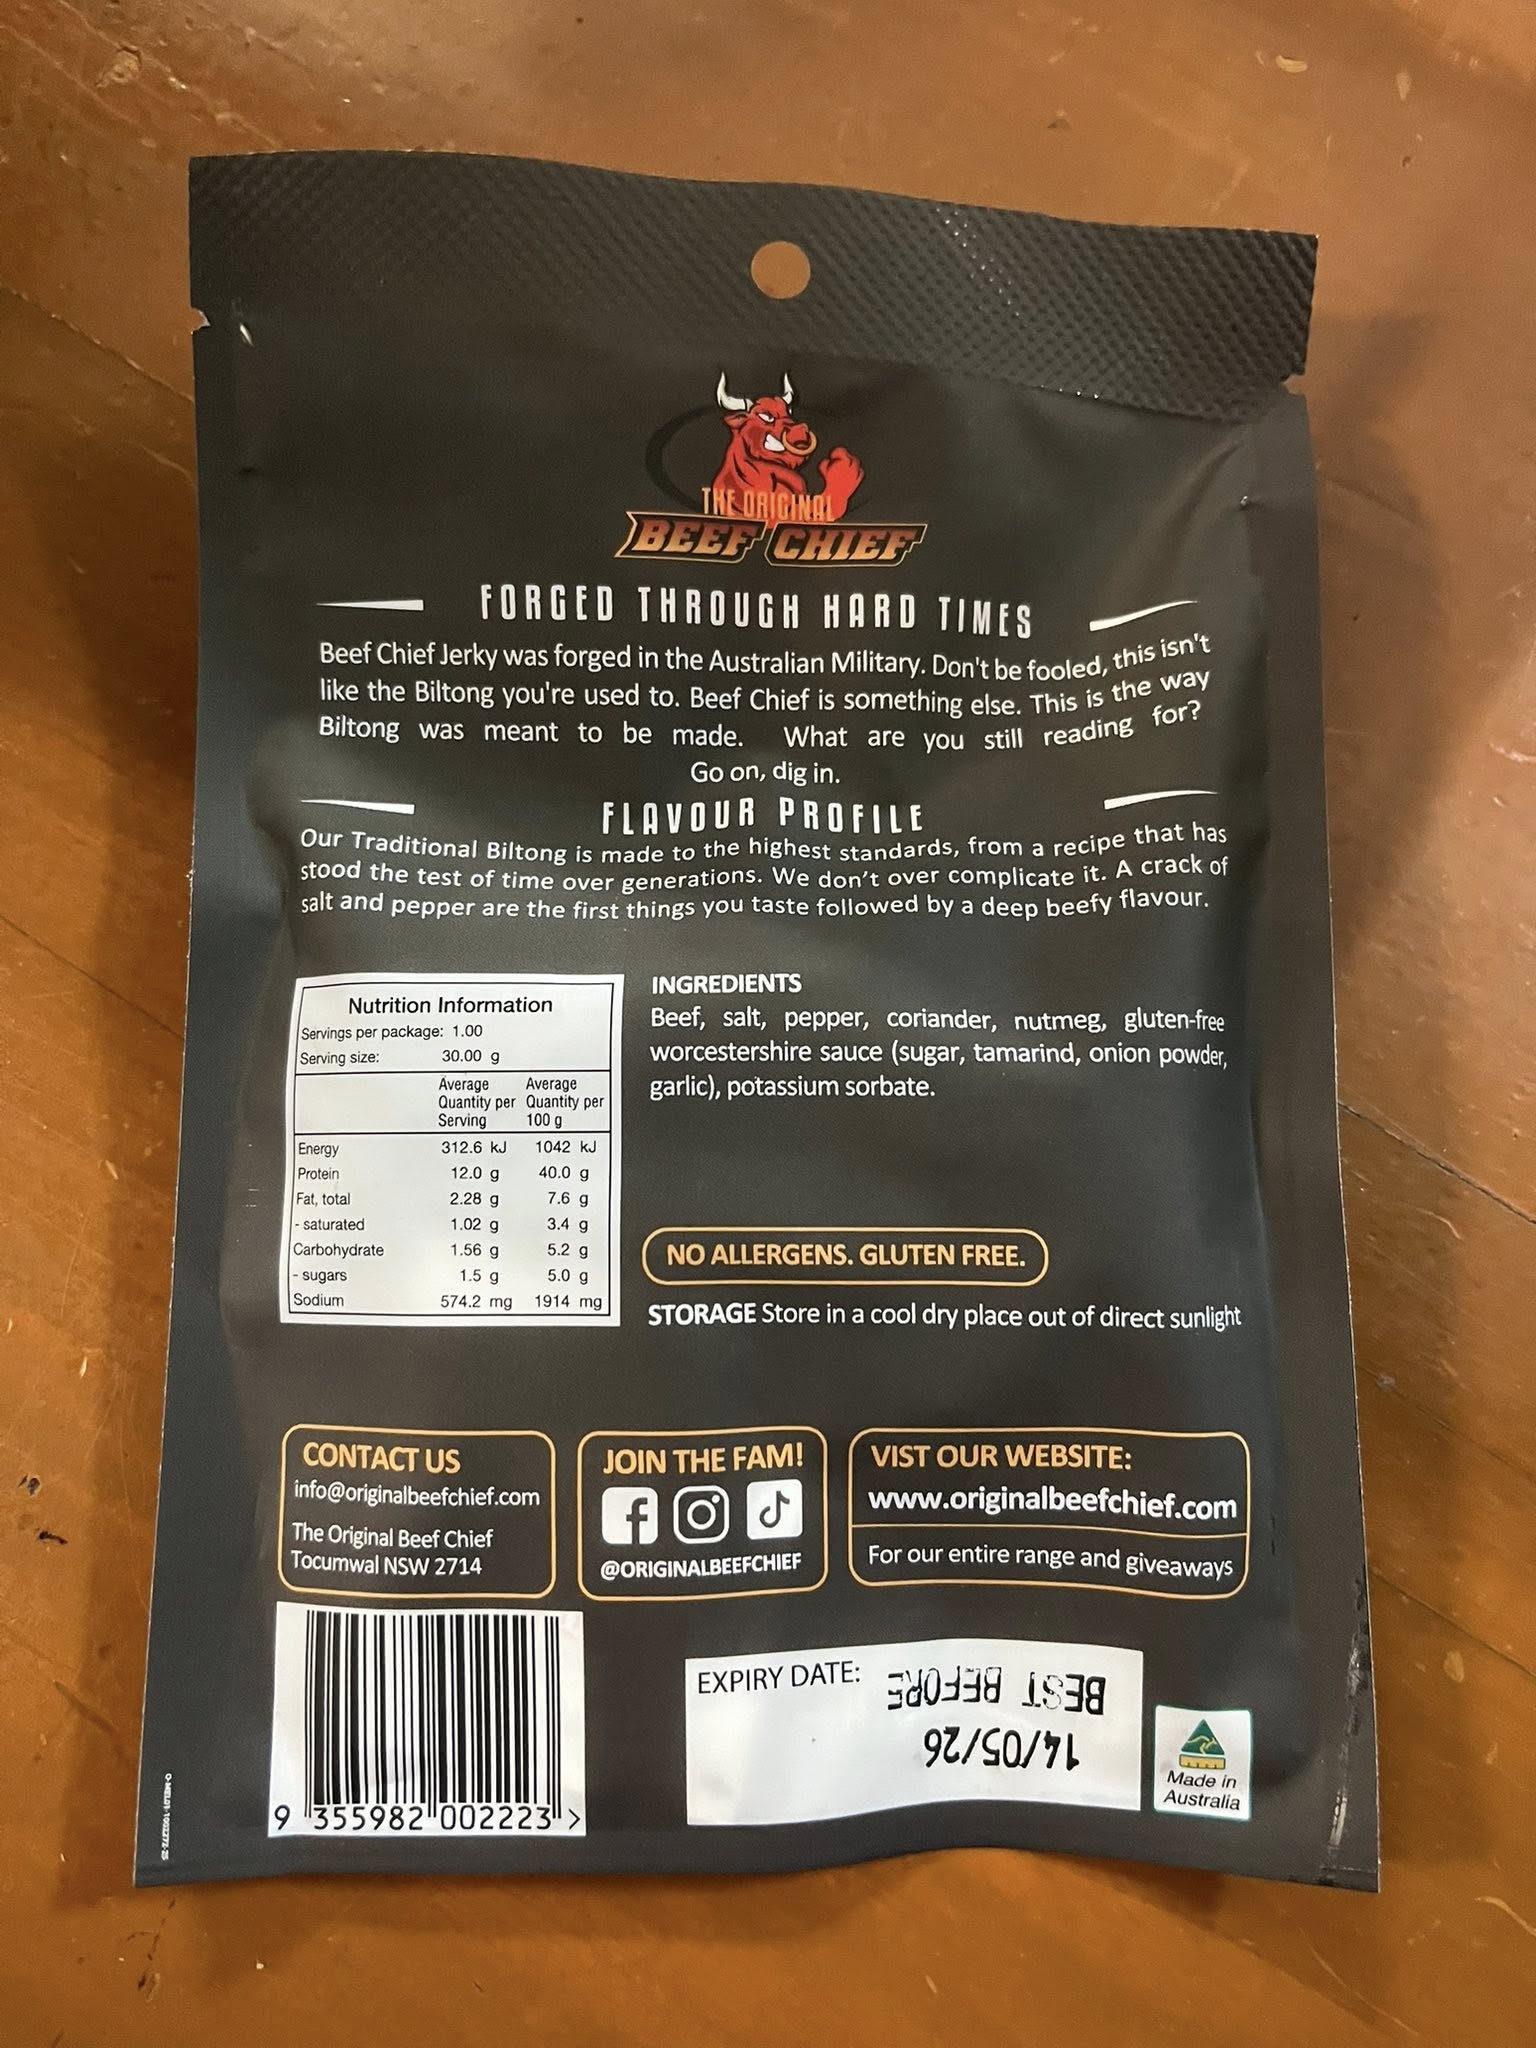 THE ORIGINAL
BEEF CHIEF
FORGED THROUGH HARD TIMES
Beef Chief Jerky was forged in the Australian Military. Don't be fooled, this isn't
like the Biltong you're used to. Beef Chief is something else. This is the way
Biltong was meant to be made. What are you still reading for?
Go on, dig in.
FLAVOUR PROFILE
Our Traditional Biltong is made to the highest standards, from a recipe that has
stood the test of time over generations. We don't over complicate it. A crack of
salt and pepper are the first things you taste followed by a deep beefy flavour.
Nutrition Information
Servings per package: 1.00
Serving size: 30.00 g
Average Average
Quantity per Quantity per
Serving 100 g
Energy 312.6 kJ 1042 kJ
Protein 12.0 g 40.0 g
Fat, total 2.28 g 7.6 g
- saturated 1.02 g 3.4 g
Carbohydrate 1.56 g 5.2 g
- sugars 1.5 g 5.0 g
Sodium 574.2 mg 1914 mg
INGREDIENTS
Beef, salt, pepper, coriander, nutmeg, gluten-free
worcestershire sauce (sugar, tamarind, onion powder,
garlic), potassium sorbate.
NO ALLERGENS. GLUTEN FREE.
STORAGE Store in a cool dry place out of direct sunlight
CONTACT US
info@originalbeefchief.com
The Original Beef Chief
Tocumwal NSW 2714
JOIN THE FAM!
@ORIGINALBEEFCHIEF
VIST OUR WEBSITE:
www.originalbeefchief.com
For our entire range and giveaways
9 355982 002223 >
EXPIRY DATE:
BEST BEFORE
14/05/26
Made in
Australia